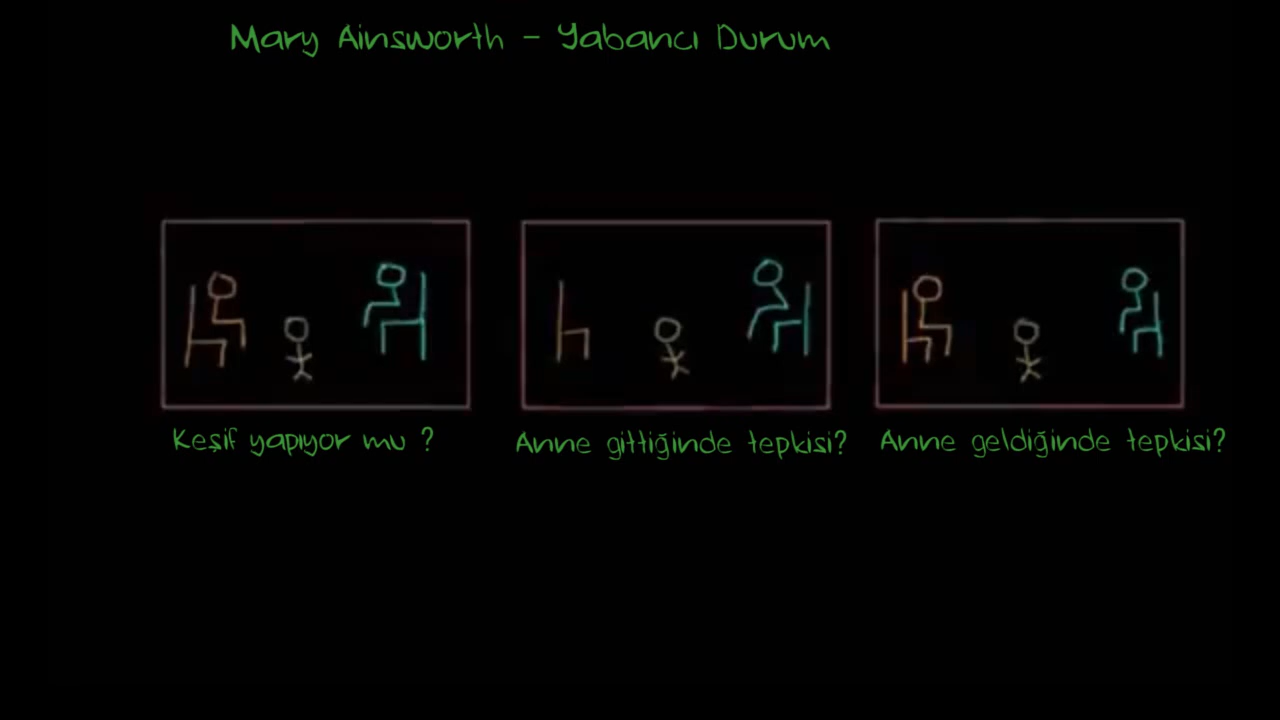 Mary Ainsworth - Yabancı Durum
Keşif yapıyor mu ?
Anne gittiğinde tepkisi?
Anne geldiğinde tepkisi?